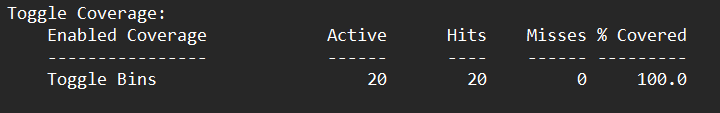 Toggle Coverage:
    Enabled Coverage            Active      Hits    Misses % Covered
    ----------------            ------      ----    ------ ---------
    Toggle Bins                     20        20         0     100.0